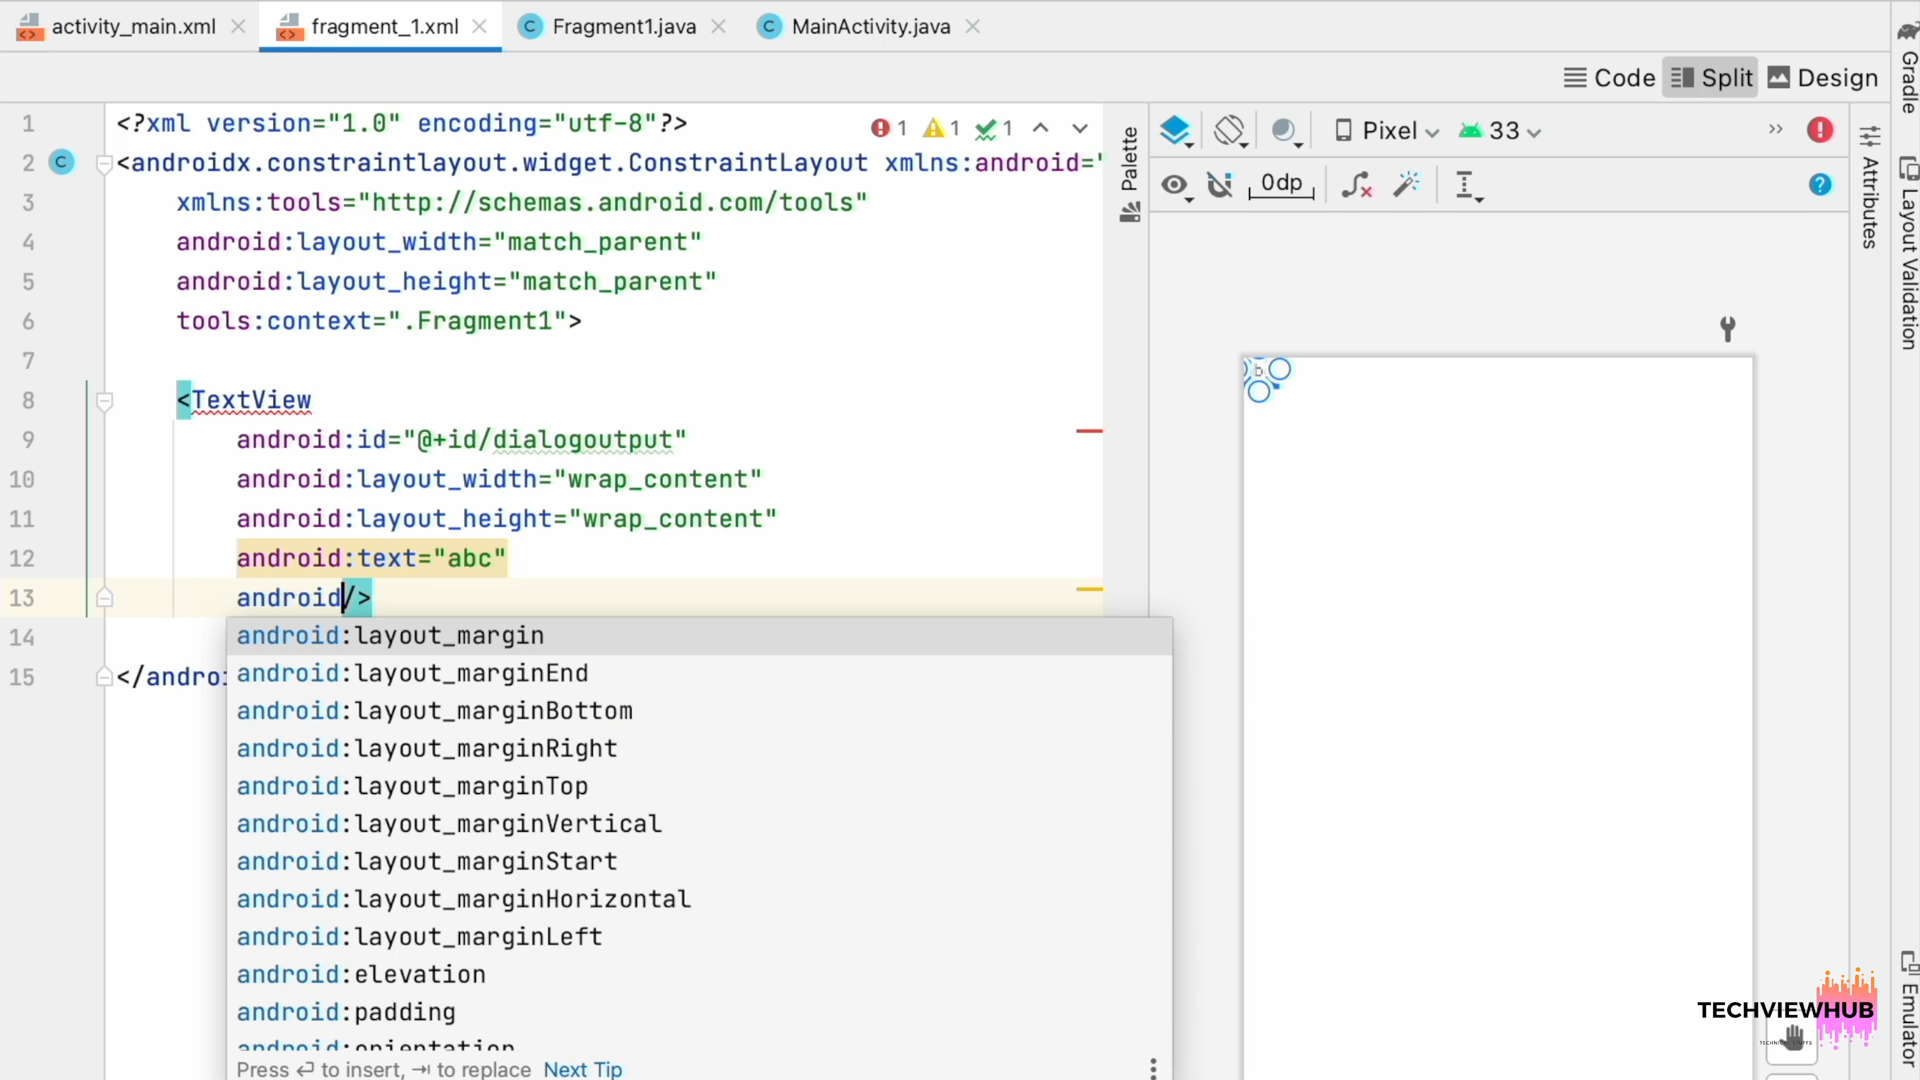 activity_main.xml
fragment_1.xml
Fragment1.java
MainActivity.java
Code
Split
Design
1 <?xml version="1.0" encoding="utf-8"?>
1 1 1
2 <androidx.constraintlayout.widget.ConstraintLayout xmlns:android="
3 xmlns:tools="http://schemas.android.com/tools"
4 android:layout_width="match_parent"
5 android:layout_height="match_parent"
6 tools:context=".Fragment1">
7
8 <TextView
9 android:id="@+id/dialogoutput"
10 android:layout_width="wrap_content"
11 android:layout_height="wrap_content"
12 android:text="abc"
13 android/>
14
15 </androi
android:layout_margin
android:layout_marginEnd
android:layout_marginBottom
android:layout_marginRight
android:layout_marginTop
android:layout_marginVertical
android:layout_marginStart
android:layout_marginHorizontal
android:layout_marginLeft
android:elevation
android:padding
android:orientation
Press ↵ to insert, ⇥ to replace Next Tip
Palette
Pixel
33
0dp
Attributes
Gradle
Layout Validation
Emulator
TECHVIEWHUB